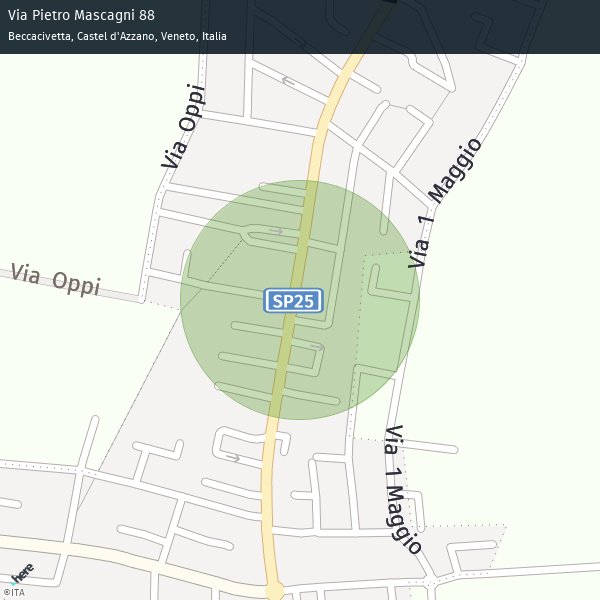 Via Pietro Mascagni 88
Beccacivetta, Castel d'Azzano, Veneto, Italia
Via Oppi
Via 1 Maggio
Via Oppi
SP25
Via 1 Maggio
here
©ITA